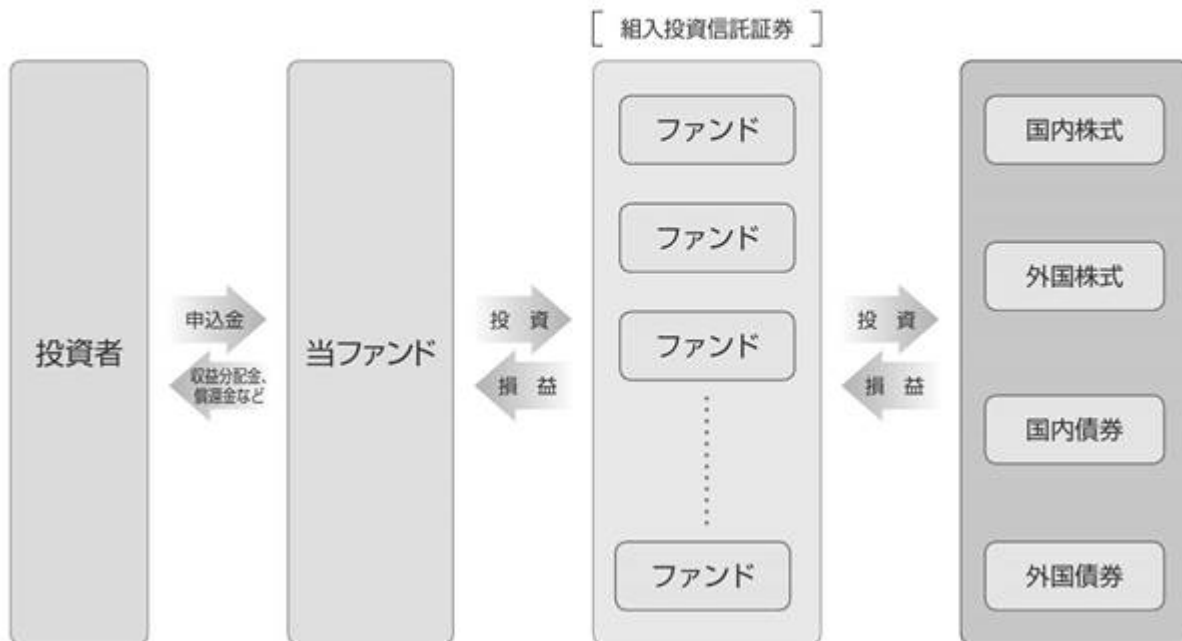 組入投資信託証券
投資者
申込金
収益分配金、
償還金など
当ファンド
投資
損益
ファンド
ファンド
ファンド
ファンド
投資
損益
国内株式
外国株式
国内債券
外国債券